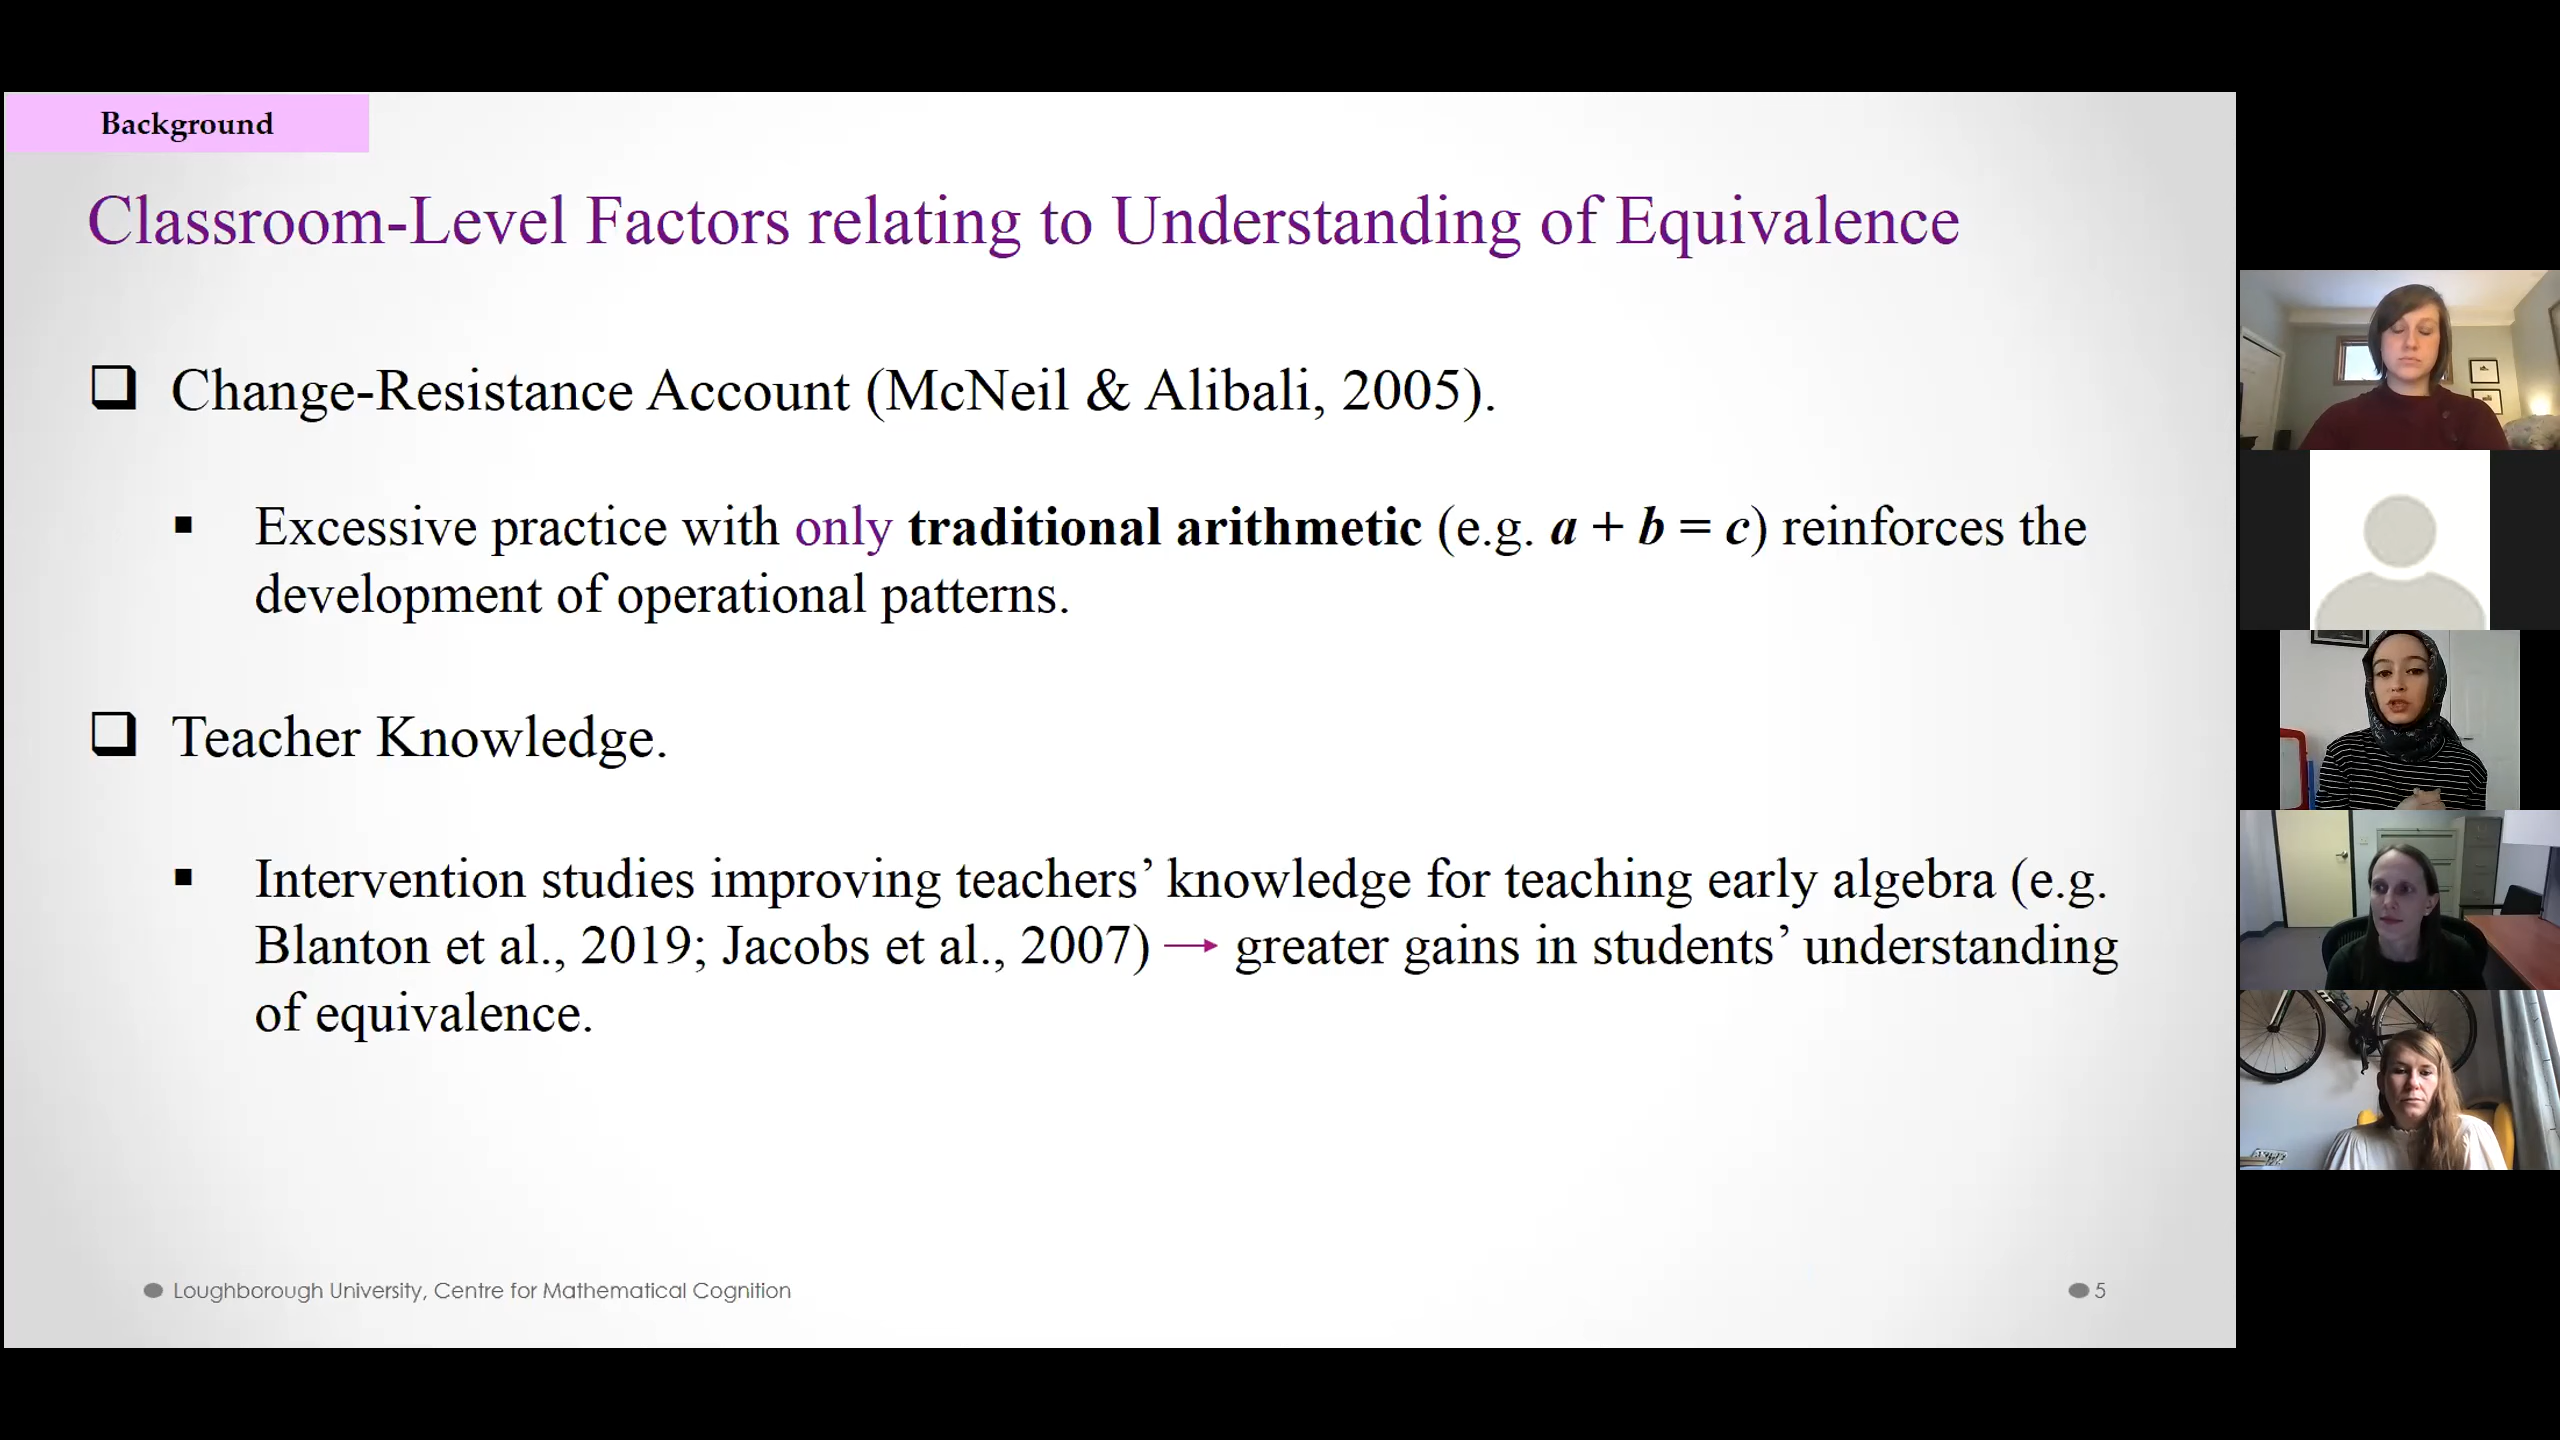 Background
Classroom-Level Factors relating to Understanding of Equivalence
❑ Change-Resistance Account (McNeil & Alibali, 2005).
▪ Excessive practice with only traditional arithmetic (e.g. a + b = c) reinforces the
development of operational patterns.
❑ Teacher Knowledge.
▪ Intervention studies improving teachers’ knowledge for teaching early algebra (e.g.
Blanton et al., 2019; Jacobs et al., 2007) → greater gains in students’ understanding
of equivalence.
Loughborough University, Centre for Mathematical Cognition
5